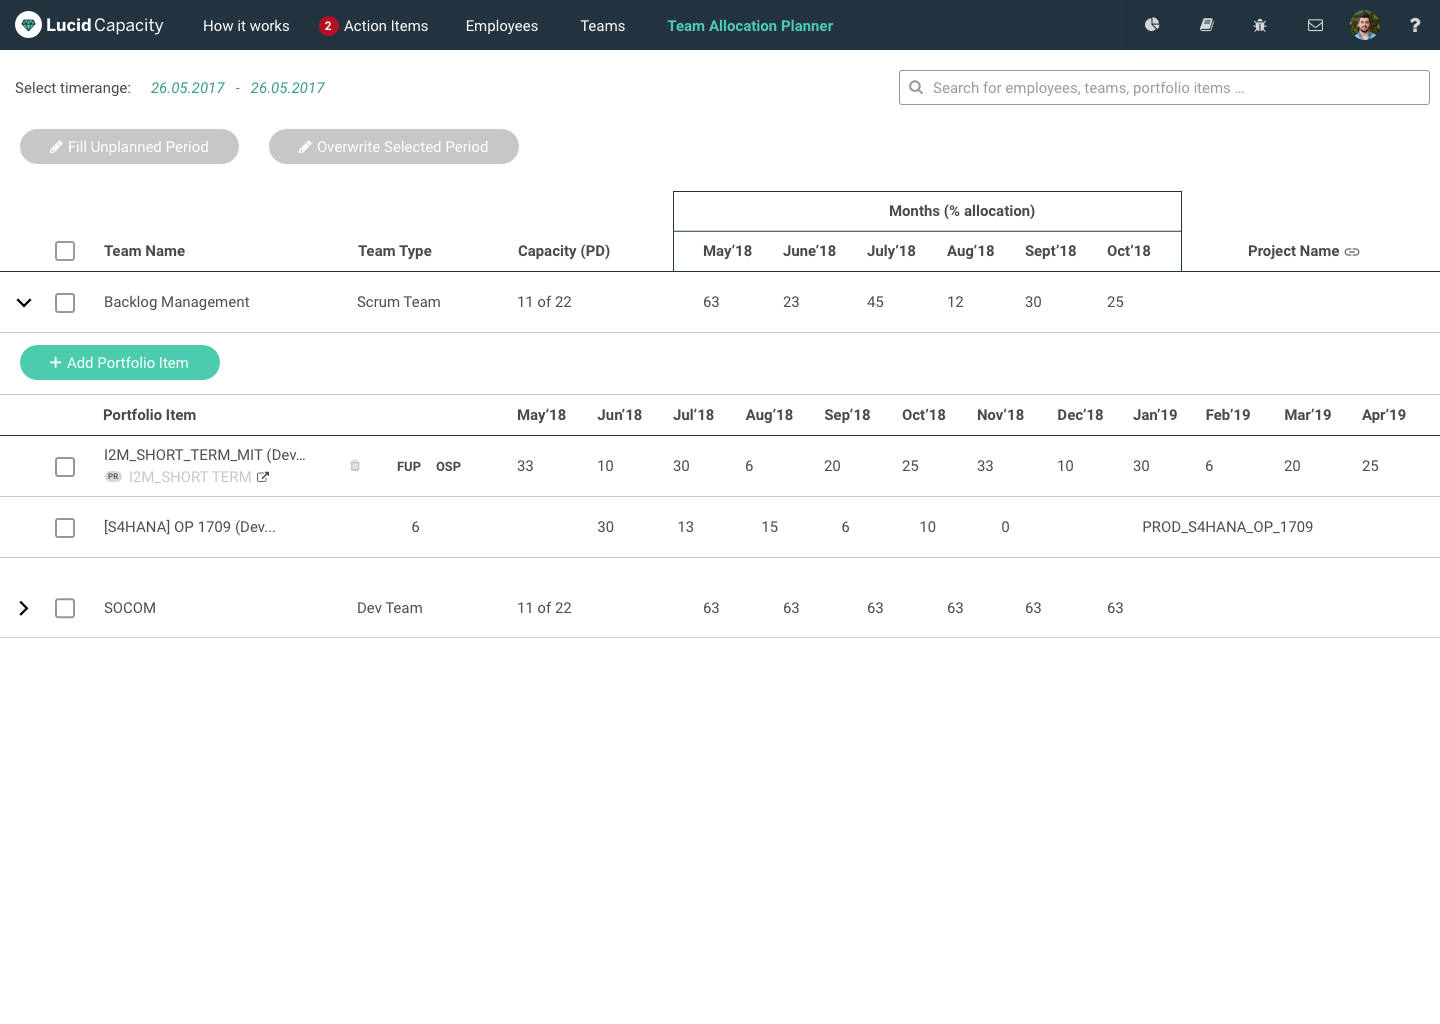 LucidCapacity How it works 2 Action Items Employees Teams Team Allocation Planner ?
Select timerange: 26.05.2017 - 26.05.2017 Search for employees, teams, portfolio items ...
Fill Unplanned Period Overwrite Selected Period
Months (% allocation)
Team Name Team Type Capacity (PD) May’18 June’18 July’18 Aug’18 Sept’18 Oct’18 Project Name
Backlog Management Scrum Team 11 of 22 63 23 45 12 30 25
+ Add Portfolio Item
Portfolio Item May’18 Jun’18 Jul’18 Aug’18 Sep’18 Oct’18 Nov’18 Dec’18 Jan’19 Feb’19 Mar’19 Apr’19
I2M_SHORT_TERM_MIT (Dev... FUP OSP 33 10 30 6 20 25 33 10 30 6 20 25
PR I2M_SHORT TERM
[S4HANA] OP 1709 (Dev... 6 30 13 15 6 10 0 PROD_S4HANA_OP_1709
SOCOM Dev Team 11 of 22 63 63 63 63 63 63